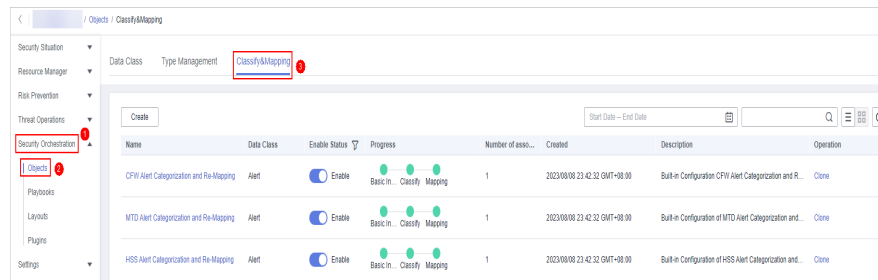 / Objects / Classify&Mapping
Security Situation
Resource Manager
Risk Prevention
Threat Operations
Security Orchestration 1
Objects 2
Playbooks
Layouts
Plugins
Settings
Data Class Type Management Classify&Mapping 3
Create Start Date — End Date
Name Data Class Enable Status Progress Number of asso... Created Description Operation
CFW Alert Categorization and Re-Mapping Alert Enable Basic In... Classify Mapping 1 2023/08/08 23:42:32 GMT+08:00 Built-in Configuration CFW Alert Categorization and R... Clone
MTD Alert Categorization and Re-Mapping Alert Enable Basic In... Classify Mapping 1 2023/08/08 23:42:32 GMT+08:00 Built-in Configuration of MTD Alert Categorization and... Clone
HSS Alert Categorization and Re-Mapping Alert Enable Basic In... Classify Mapping 1 2023/08/08 23:42:32 GMT+08:00 Built-in Configuration of HSS Alert Categorization and... Clone